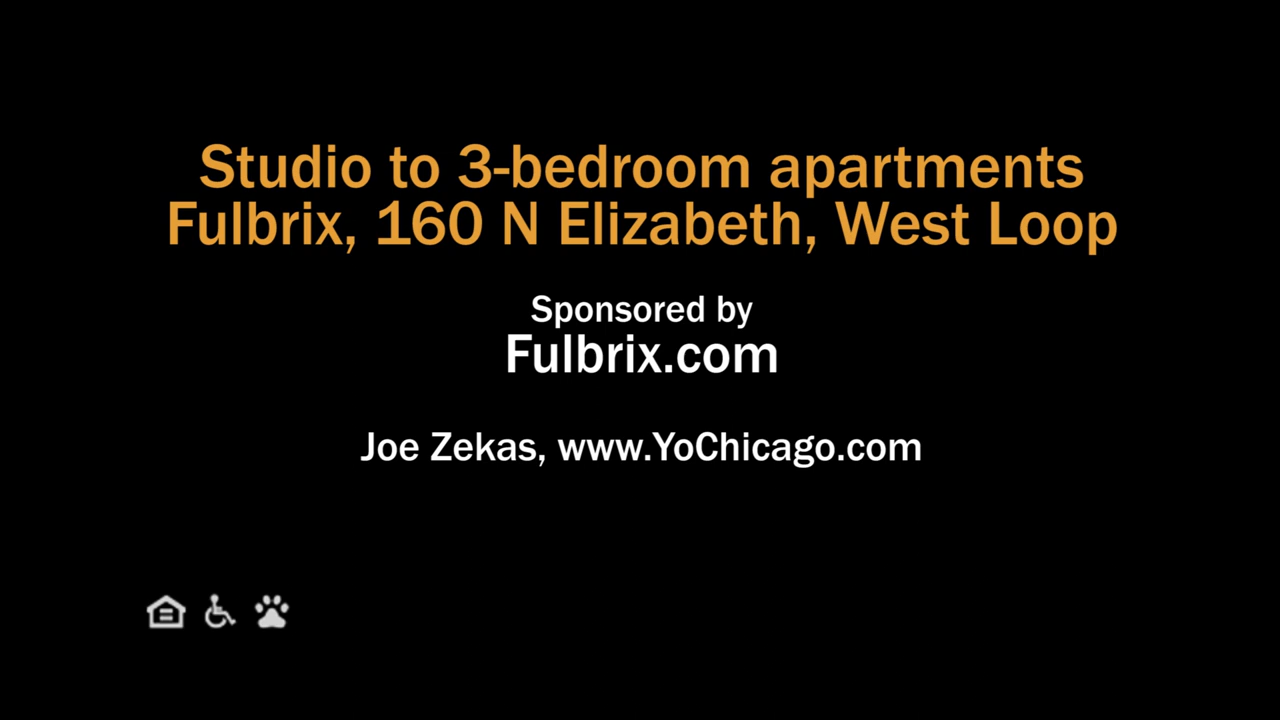 Studio to 3-bedroom apartments
Fulbrix, 160 N Elizabeth, West Loop
Sponsored by
Fulbrix.com
Joe Zekas, www.YoChicago.com